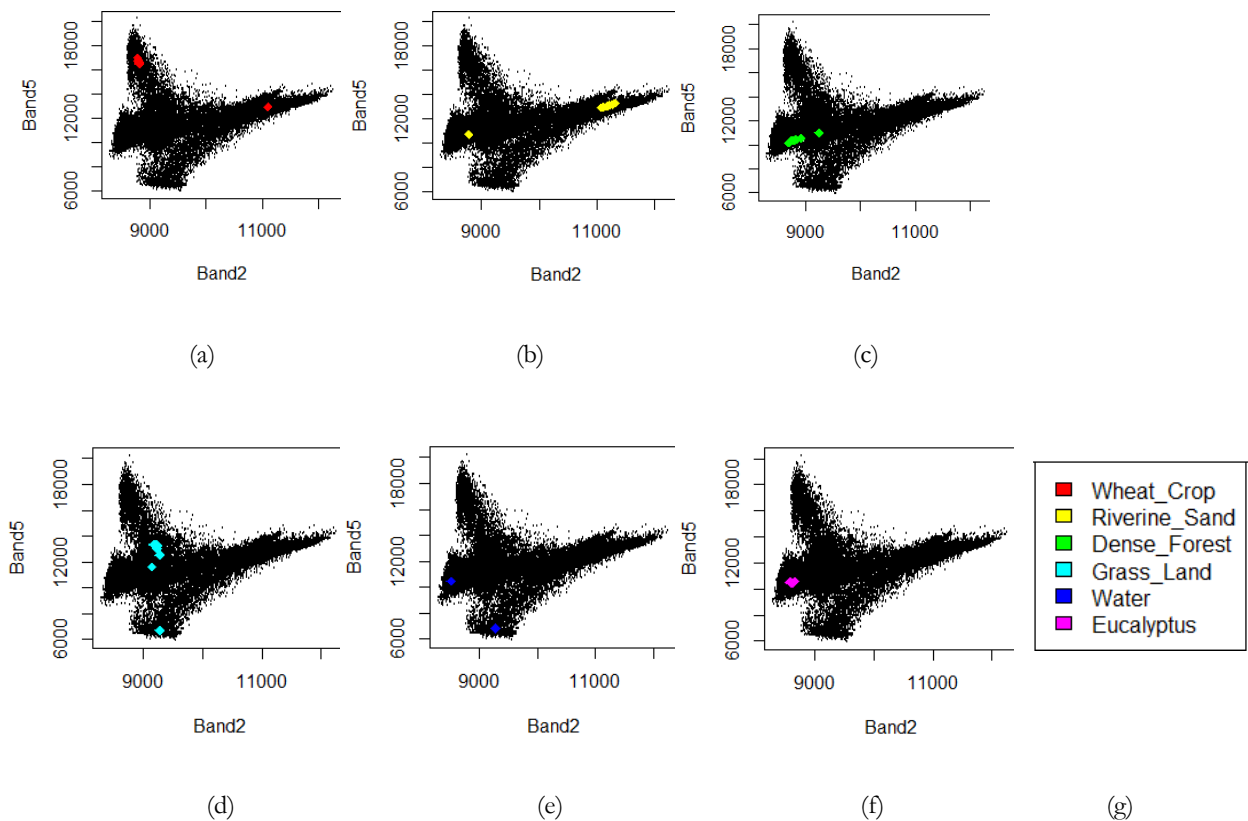 Band5
18000
12000
6000
9000 11000
Band2
(a)
Band5
18000
12000
6000
9000 11000
Band2
(b)
Band5
18000
12000
6000
9000 11000
Band2
(c)
Band5
18000
12000
6000
9000 11000
Band2
(d)
Band5
18000
12000
6000
9000 11000
Band2
(e)
Band5
18000
12000
6000
9000 11000
Band2
(f)
Wheat_Crop
Riverine_Sand
Dense_Forest
Grass_Land
Water
Eucalyptus
(g)